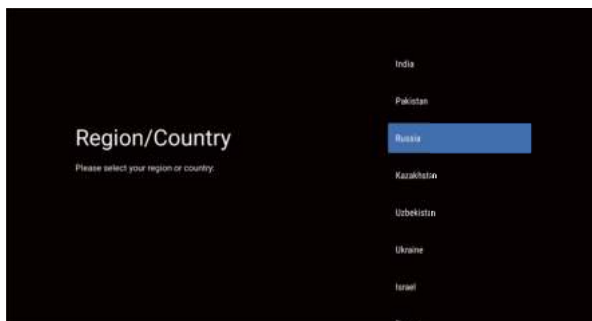 Region/Country
Please select your region or country.
India
Pakistan
Russia
Kazakhstan
Uzbekistan
Ukraine
Israel